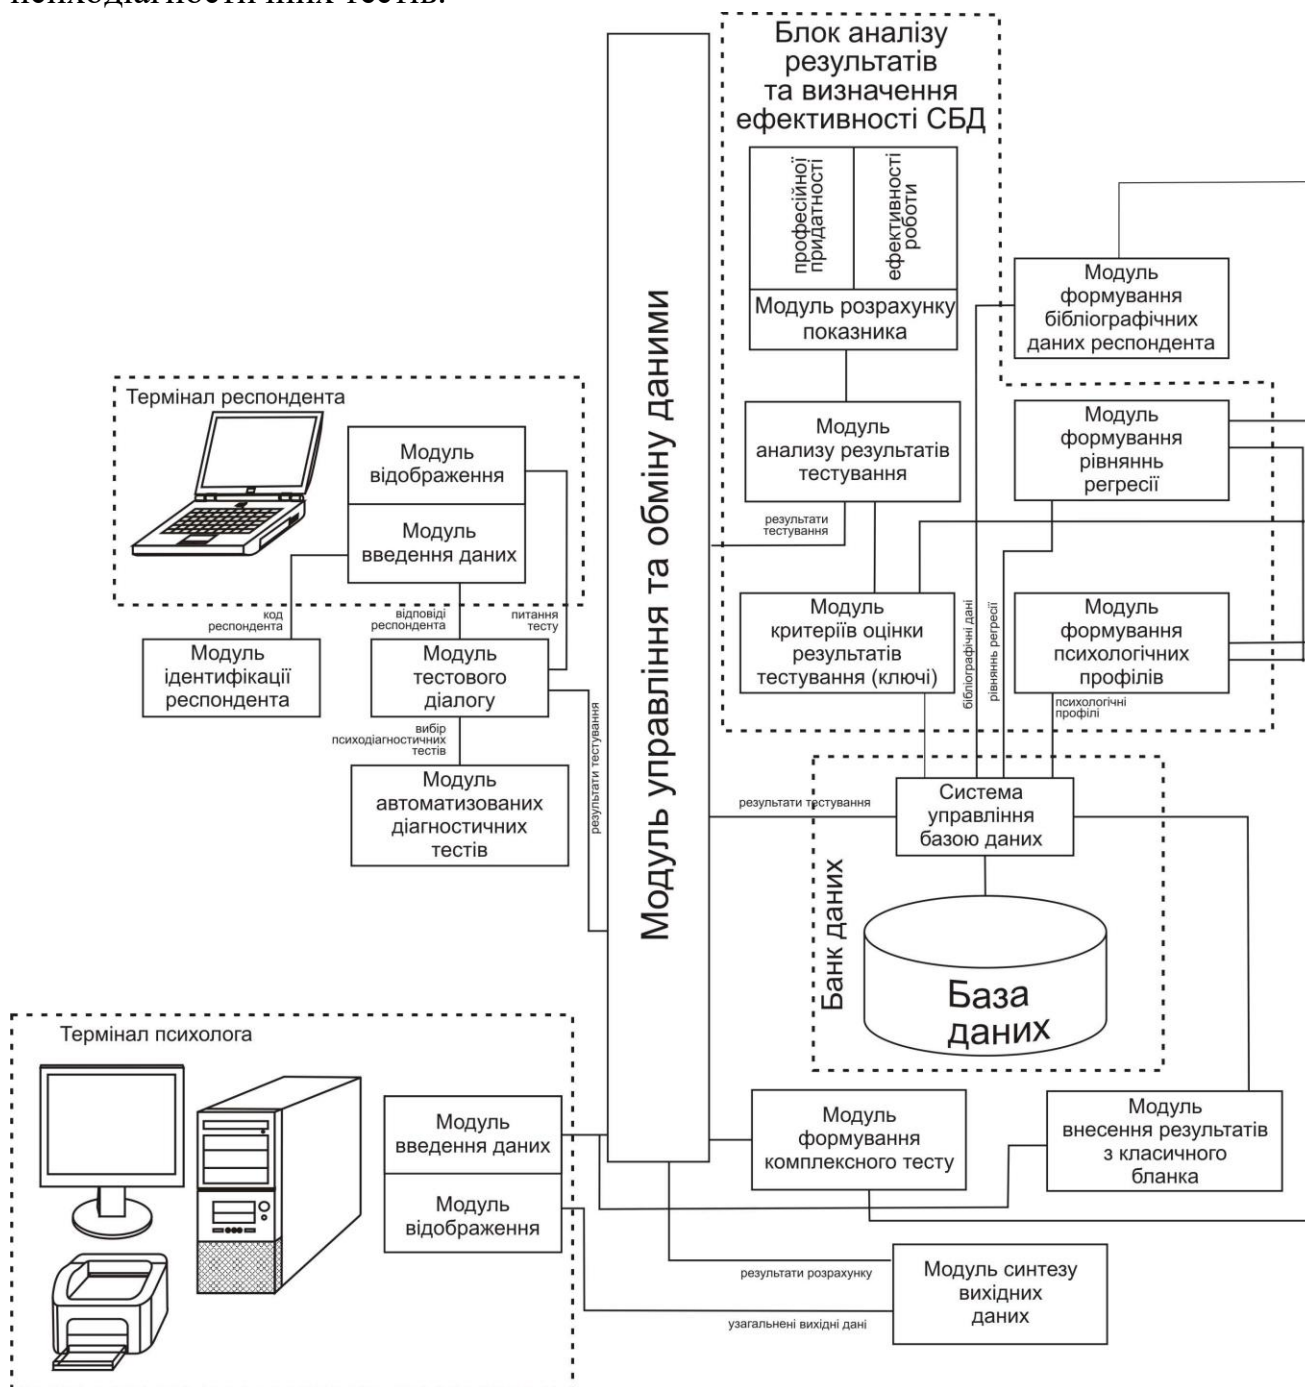 психодіагностичних тестів.
Блок аналізу
результатів
та визначення
ефективності СБД
професійної
придатності
ефективності
роботи
Модуль розрахунку
показника
Модуль
формування
бібліографічних
даних респондента
Модуль управління та обміну даними
Термінал респондента
Модуль
відображення
Модуль
введення даних
Модуль
анализу результатів
тестування
Модуль
формування
рівняннь
регресії
результати
тестування
код
респондента
відповіді
респондента
питання
тесту
Модуль
ідентифікації
респондента
Модуль
тестового
діалогу
Модуль
критеріїв оцінки
результатів
тестування (ключі)
бібліографічні дані
рівняннь регресії
Модуль
формування
психологічних
профілів
психологічні
профілі
вибір
психодіагностичних
тестів
результати тестування
Модуль
автоматизованих
діагностичних
тестів
результати тестування
Система
управління
базою даних
Банк даних
База
даних
Термінал психолога
Модуль
введення даних
Модуль
відображення
Модуль
формування
комплексного тесту
Модуль
внесення результатів
з класичного
бланка
результати розрахунку
Модуль синтезу
вихідних
даних
узагальнені вихідні дані